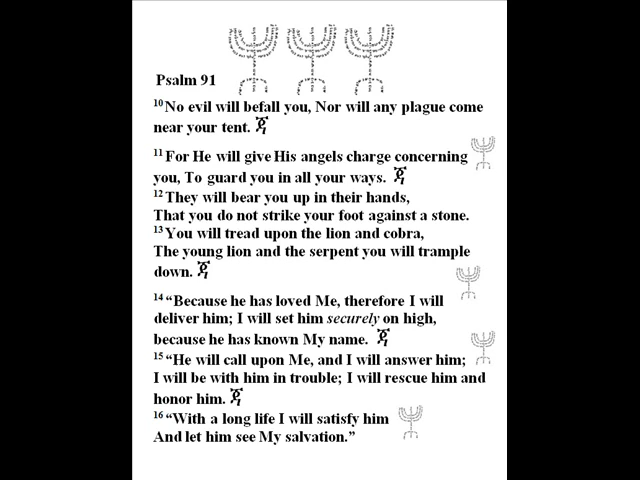 Psalm 91
10 No evil will befall you, Nor will any plague come
near your tent.
11 For He will give His angels charge concerning
you, To guard you in all your ways.
12 They will bear you up in their hands,
That you do not strike your foot against a stone.
13 You will tread upon the lion and cobra,
The young lion and the serpent you will trample
down.
14 “Because he has loved Me, therefore I will
deliver him; I will set him securely on high,
because he has known My name.
15 “He will call upon Me, and I will answer him;
I will be with him in trouble; I will rescue him and
honor him.
16 “With a long life I will satisfy him
And let him see My salvation.”